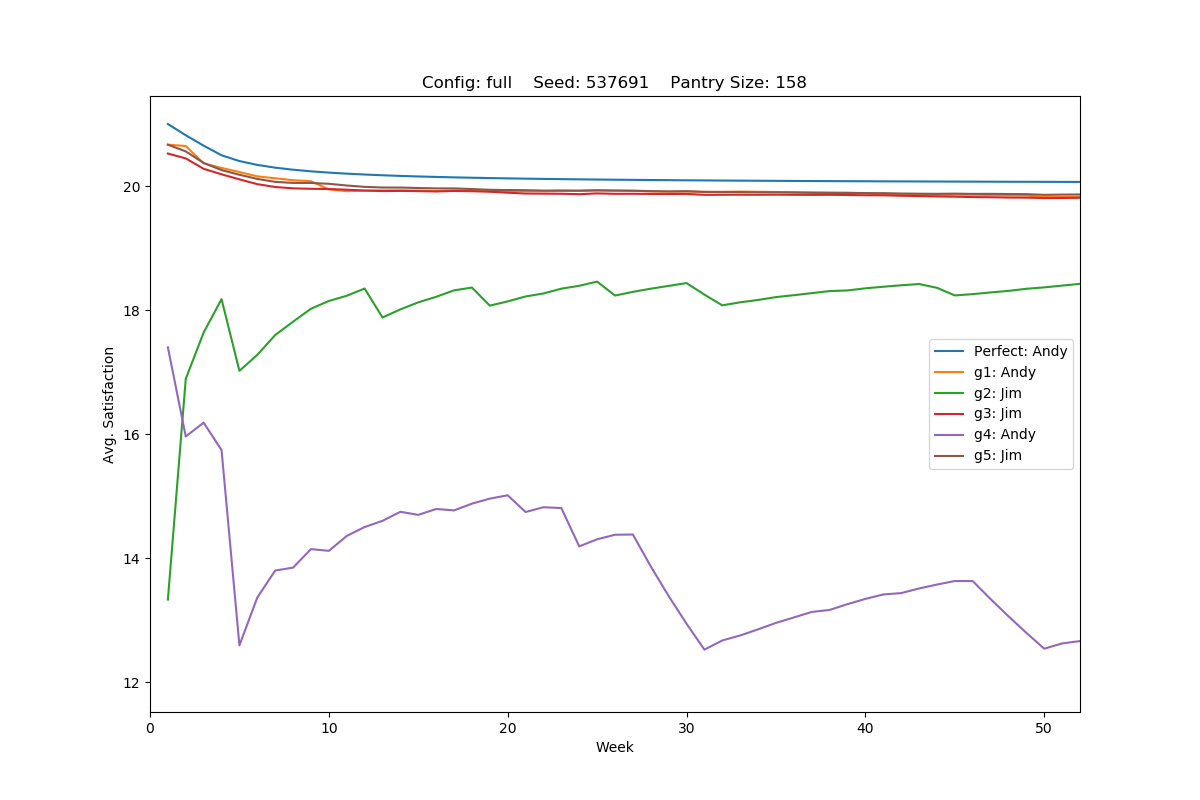 Config: full    Seed: 537691    Pantry Size: 158
Avg. Satisfaction
20
18
16
14
12
Perfect: Andy
g1: Andy
g2: Jim
g3: Jim
g4: Andy
g5: Jim
0 10 20 30 40 50
Week